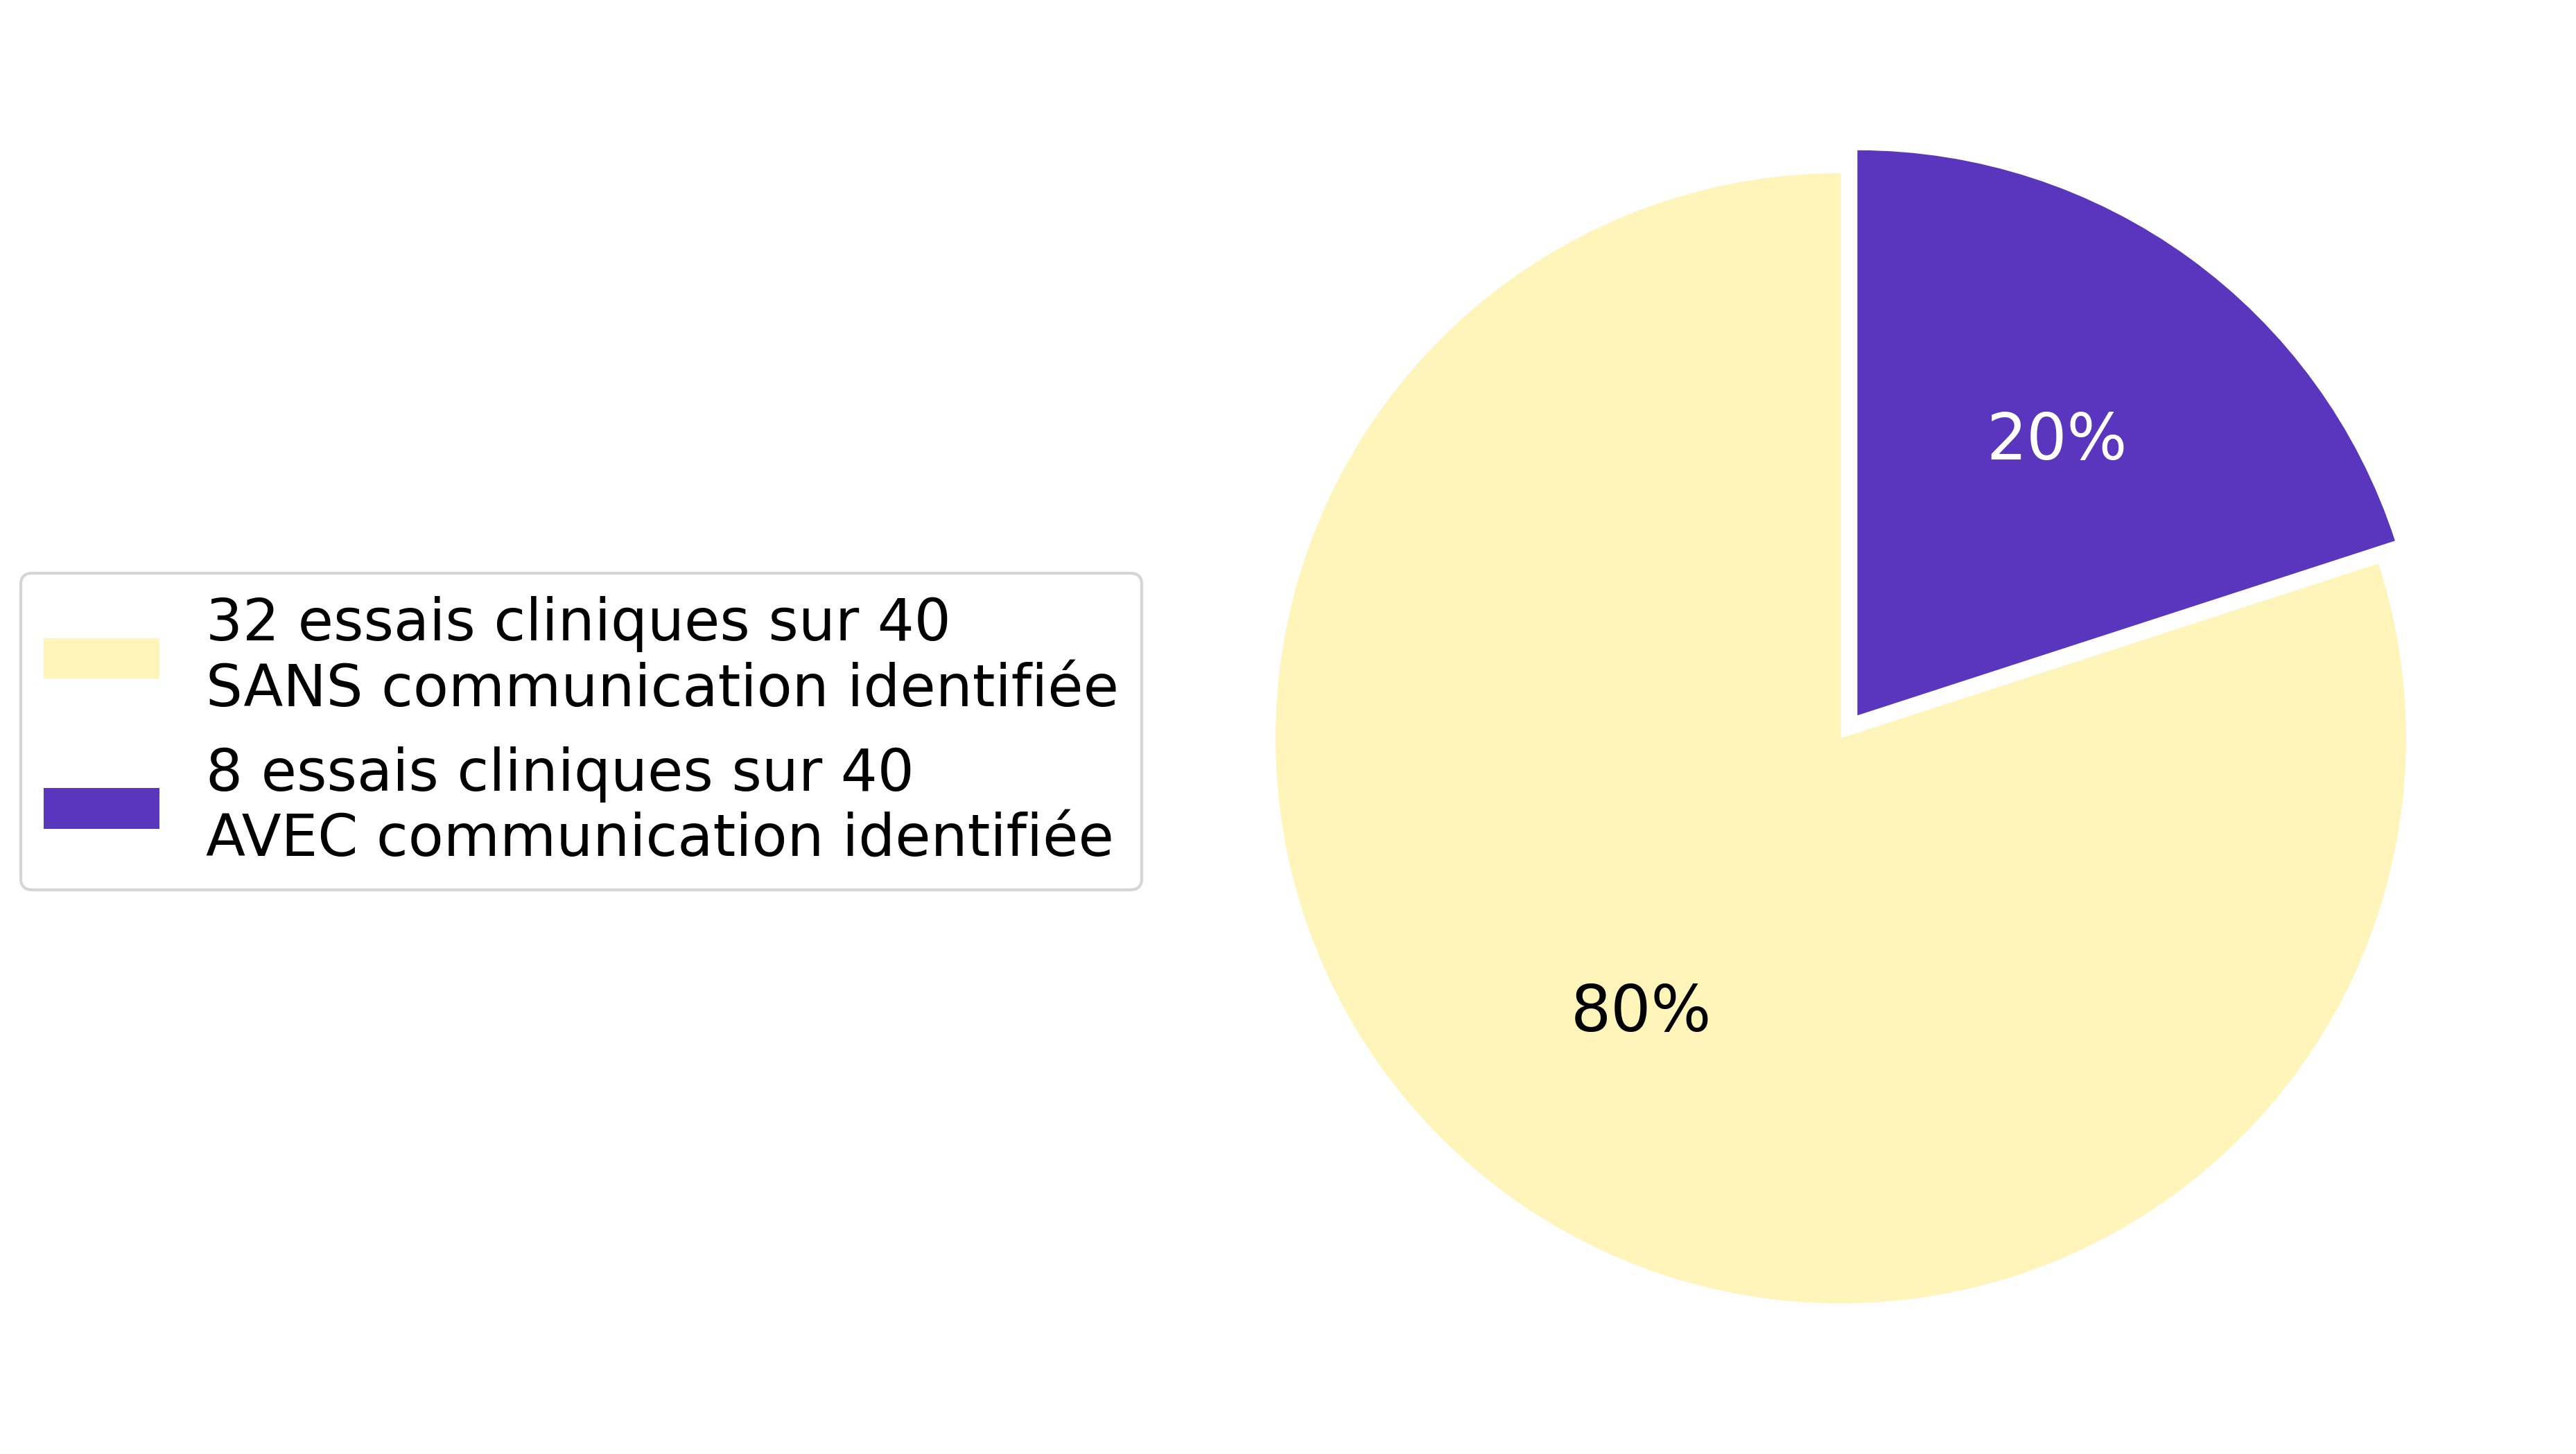 32 essais cliniques sur 40
SANS communication identifiée
8 essais cliniques sur 40
AVEC communication identifiée
20%
80%